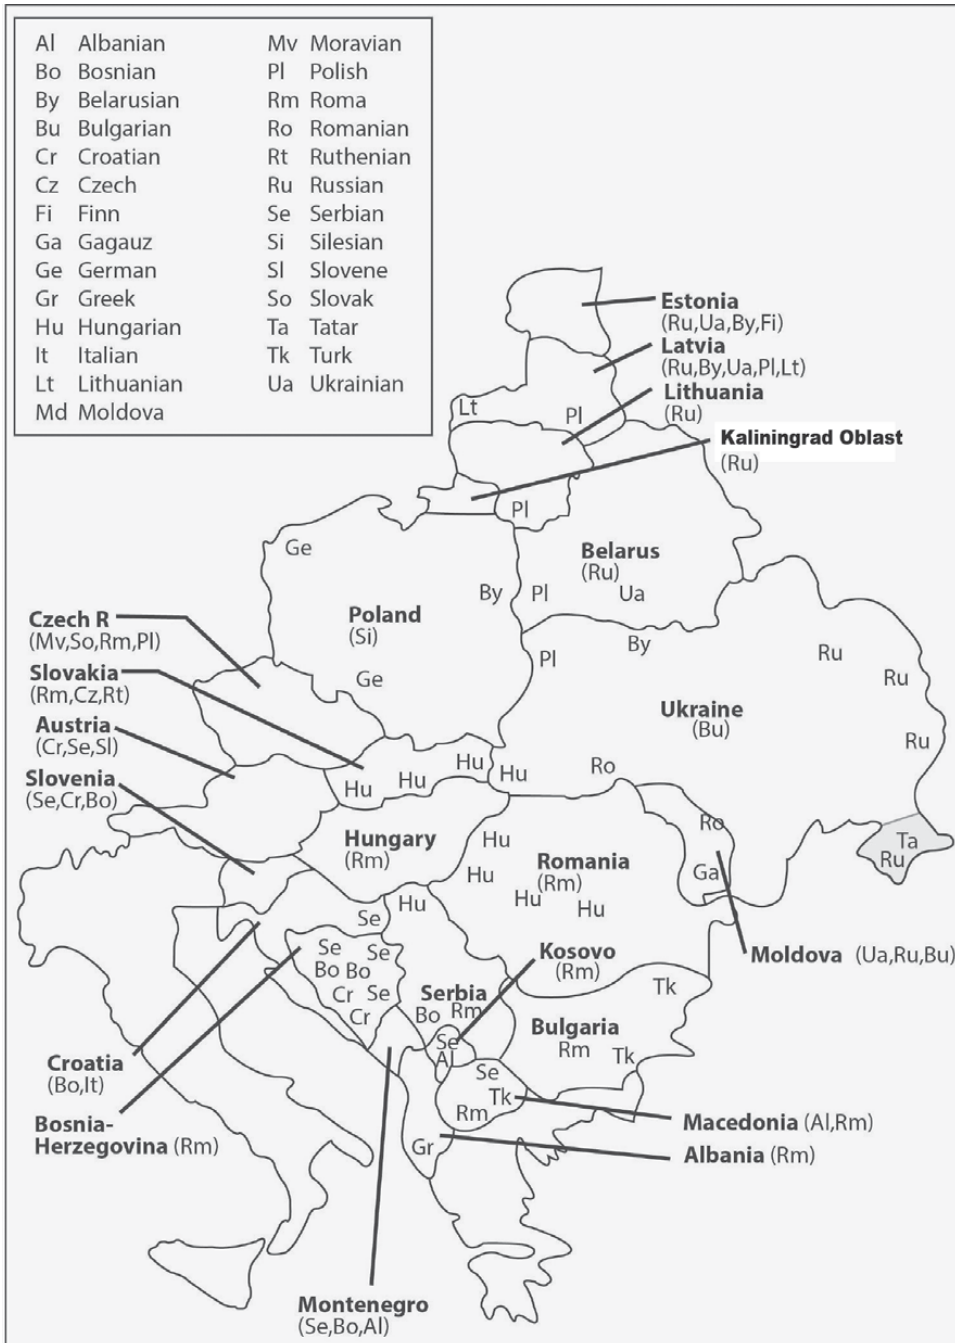 Al Albanian
Bo Bosnian
By Belarusian
Bu Bulgarian
Cr Croatian
Cz Czech
Fi Finn
Ga Gagauz
Ge German
Gr Greek
Hu Hungarian
It Italian
Lt Lithuanian
Md Moldova
Mv Moravian
Pl Polish
Rm Roma
Ro Romanian
Rt Ruthenian
Ru Russian
Se Serbian
Si Silesian
Sl Slovene
So Slovak
Ta Tatar
Tk Turk
Ua Ukrainian
Estonia
(Ru,Ua,By,Fi)
Latvia
(Ru,By,Ua,Pl,Lt)
Lithuania
(Ru)
Lt
Pl
Kaliningrad Oblast
(Ru)
Pl
Ge
Belarus
(Ru)
By
Pl
Ua
Poland
(Si)
Ge
Czech R
(Mv,So,Rm,Pl)
Slovakia
(Rm,Cz,Rt)
Austria
(Cr,Se,Sl)
Slovenia
(Se,Cr,Bo)
By
Pl
Ru
Ru
Ru
Ukraine
(Bu)
Hu
Hu
Hu
Hu
Ro
Ro
Ga
Ta
Ru
Hungary
(Rm)
Hu
Hu
Romania
(Rm)
Hu
Hu
Hu
Se
Se
Se
Bo
Bo
Cr
Se
Cr
Kosovo
(Rm)
Moldova (Ua,Ru,Bu)
Serbia
Bo
Rm
Tk
Bulgaria
Rm
Tk
Se
Al
Se
Tk
Rm
Gr
Croatia
(Bo,It)
Bosnia-
Herzegovina (Rm)
Macedonia (Al,Rm)
Albania (Rm)
Montenegro
(Se,Bo,Al)